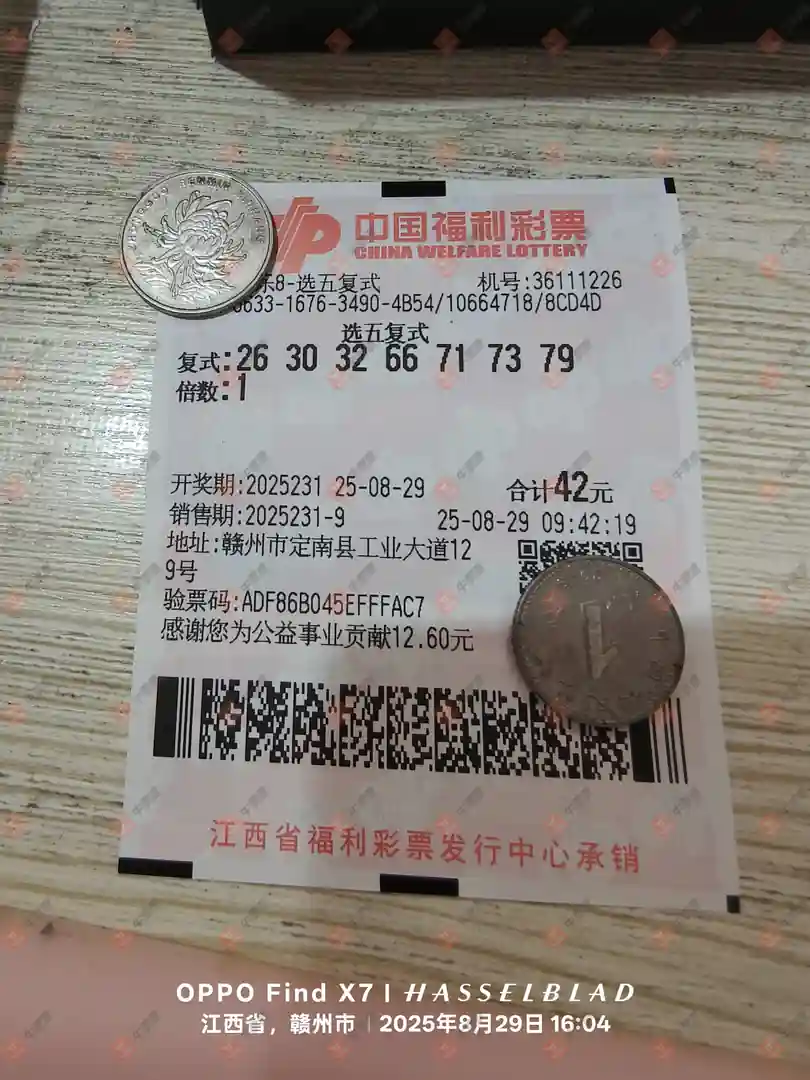 中国福利彩票
CHINA WELFARE LOTTERY
乐8-选五复式 机号:36111226
0633-1676-3490-4B54/10664718/8CD4D
选五复式
复式:26 30 32 66 71 73 79
倍数:1
开奖期:2025231 25-08-29 合计42元
销售期:2025231-9 25-08-29 09:42:19
地址:赣州市定南县工业大道12
9号
验票码:ADF86B045EFFFAC7
感谢您为公益事业贡献12.60元
1
江西省福利彩票发行中心承销
OPPO Find X7 | HASSELBLAD
江西省，赣州市 | 2025年8月29日 16:04